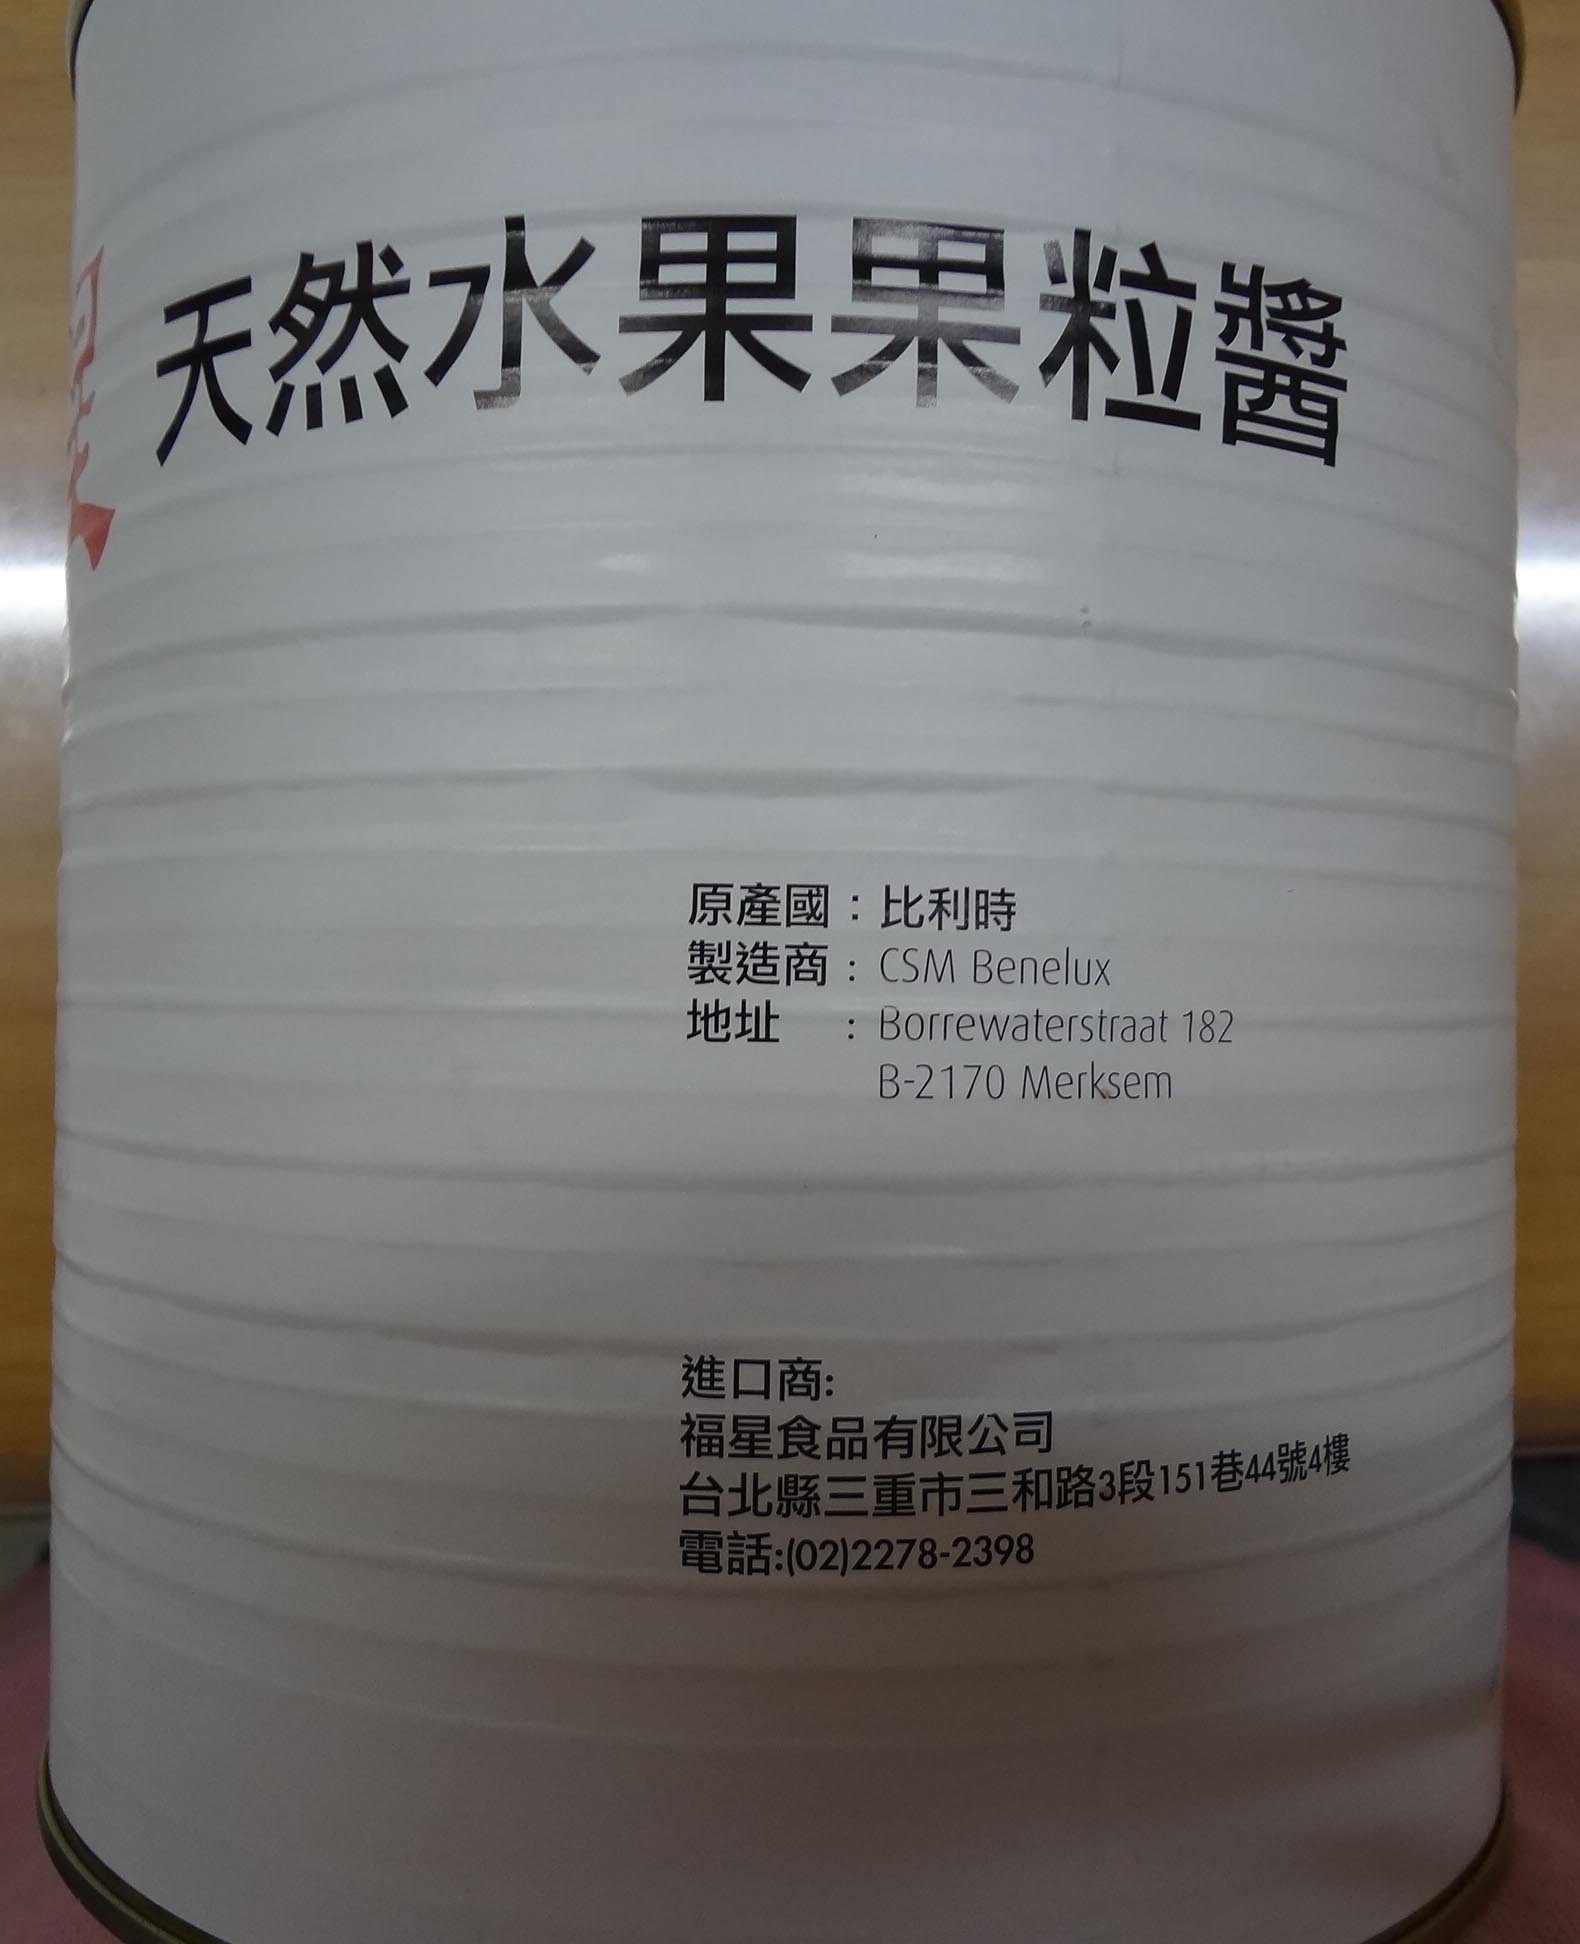 天然水果果粒醬
原產國：比利時
製造商：CSM Benelux
地址　：Borrewaterstraat 182
B-2170 Merksem
進口商:
福星食品有限公司
台北縣三重市三和路3段151巷44號4樓
電話:(02)2278-2398